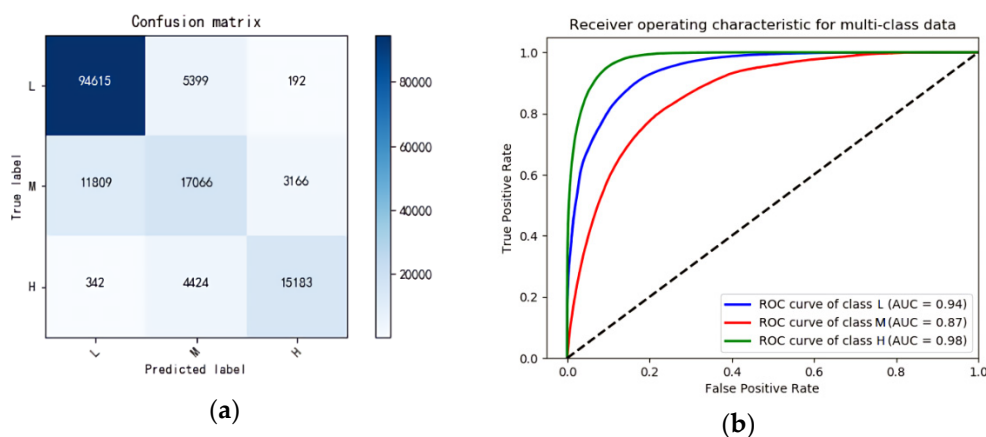 Confusion matrix
True label
L
M
H
94615 5399 192
11809 17066 3166
342 4424 15183
L M H
Predicted label
80000
60000
40000
20000
(a)
Receiver operating characteristic for multi-class data
True Positive Rate
1.0
0.8
0.6
0.4
0.2
0.0
ROC curve of class L (AUC = 0.94)
ROC curve of class M (AUC = 0.87)
ROC curve of class H (AUC = 0.98)
0.0 0.2 0.4 0.6 0.8 1.0
False Positive Rate
(b)